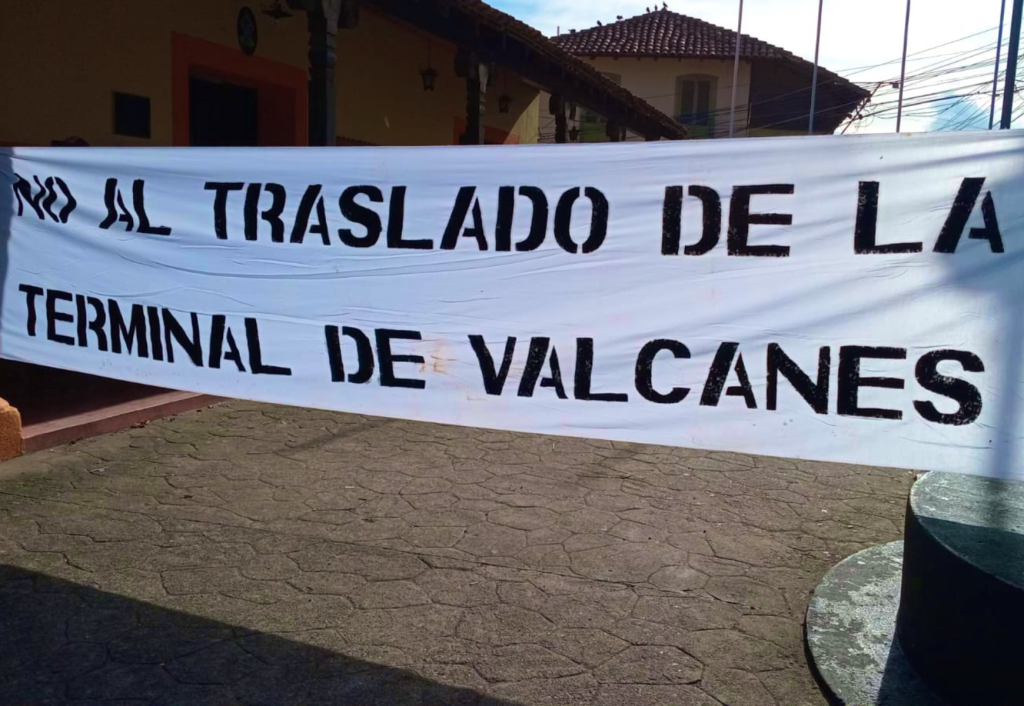 NO AL TRASLADO DE LA
TERMINAL DE VALCANES